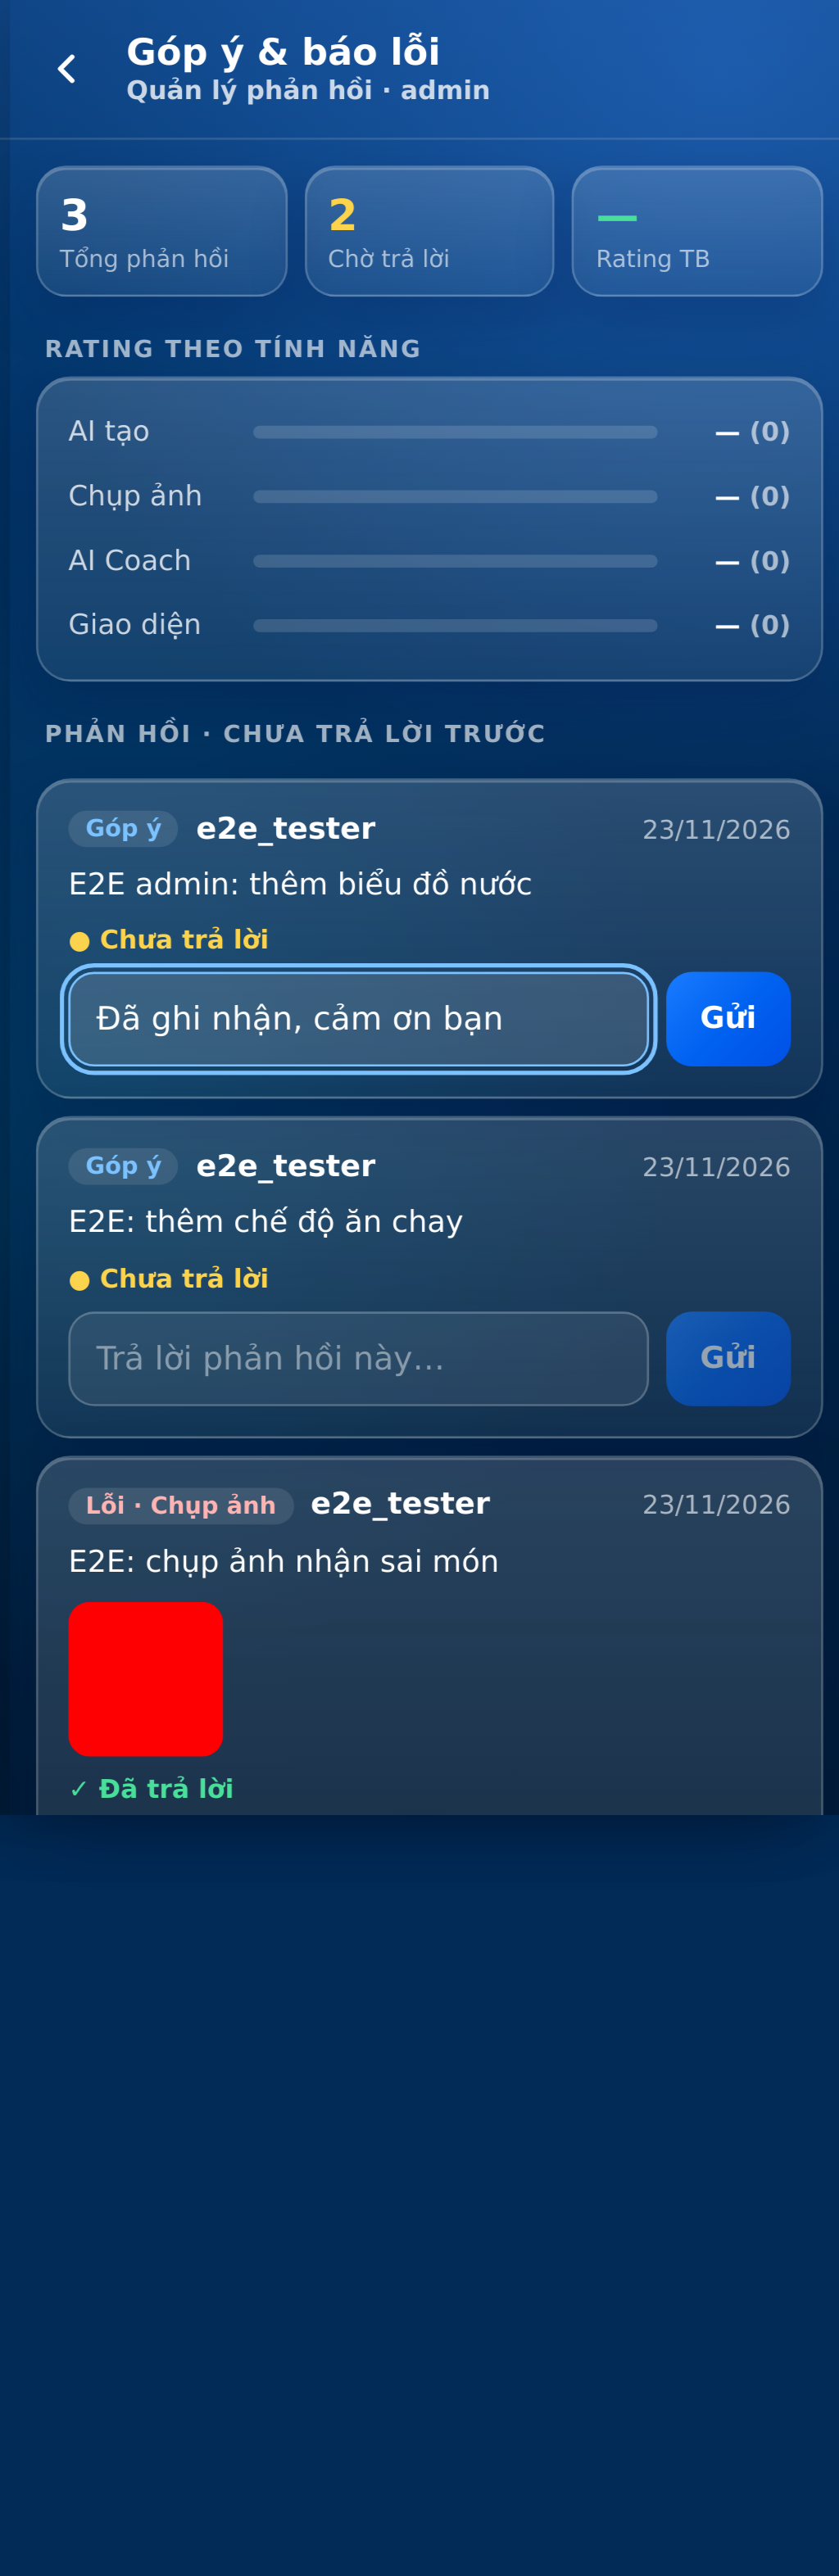 Góp ý & báo lỗi
Quản lý phản hồi · admin
3
Tổng phản hồi
2
Chờ trả lời
—
Rating TB
RATING THEO TÍNH NĂNG
AI tạo — (0)
Chụp ảnh — (0)
AI Coach — (0)
Giao diện — (0)
PHẢN HỒI · CHƯA TRẢ LỜI TRƯỚC
Góp ý e2e_tester 23/11/2026
E2E admin: thêm biểu đồ nước
● Chưa trả lời
Đã ghi nhận, cảm ơn bạn Gửi
Góp ý e2e_tester 23/11/2026
E2E: thêm chế độ ăn chay
● Chưa trả lời
Trả lời phản hồi này... Gửi
Lỗi · Chụp ảnh e2e_tester 23/11/2026
E2E: chụp ảnh nhận sai món
✓ Đã trả lời